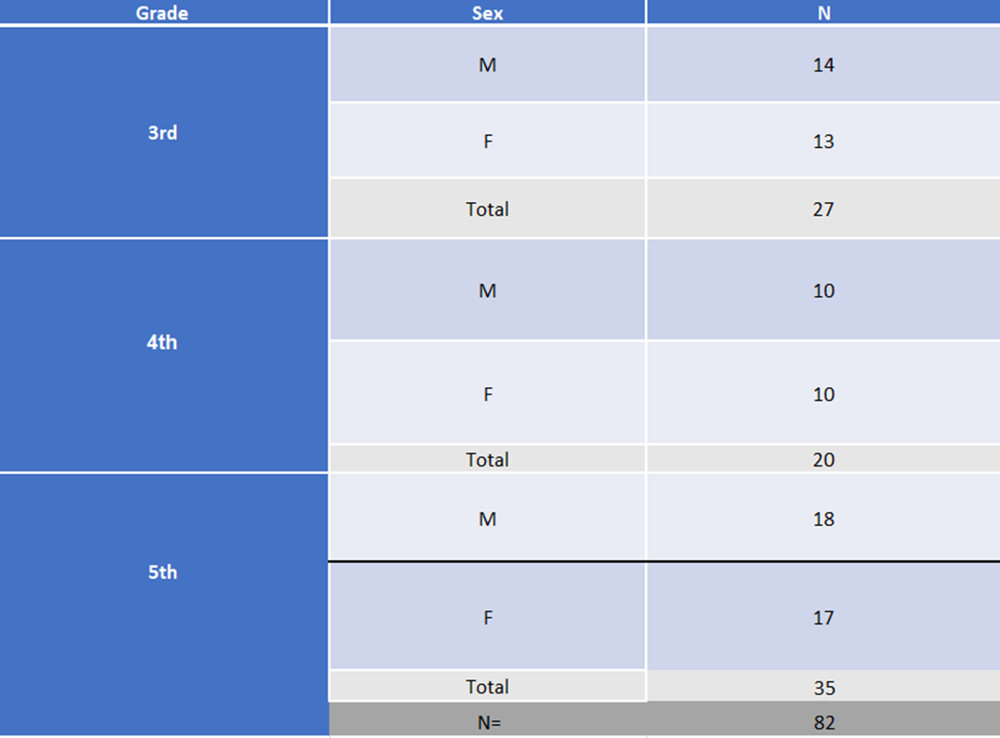 Grade Sex N
3rd
M 14
F 13
Total 27
4th
M 10
F 10
Total 20
5th
M 18
F 17
Total 35
N= 82